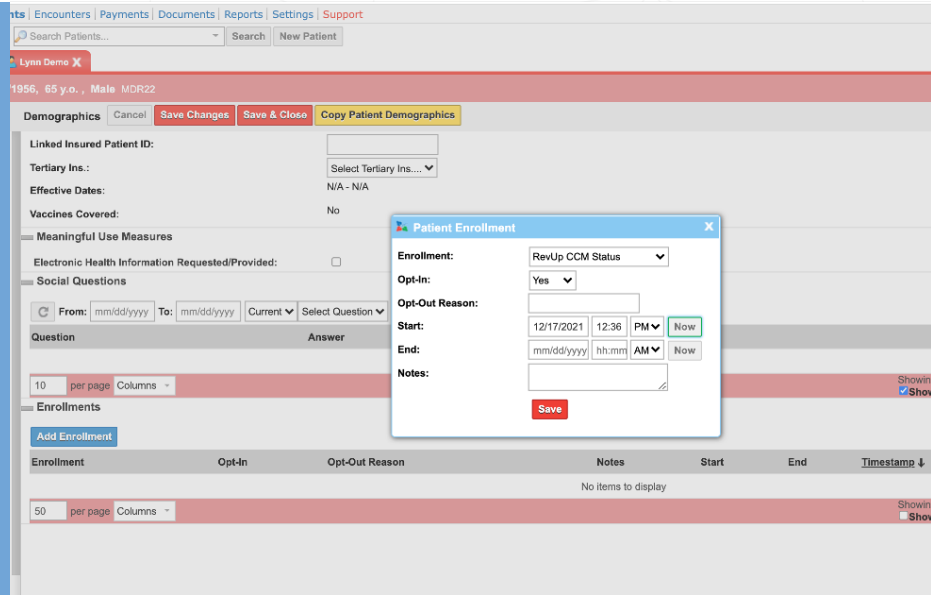 nts | Encounters | Payments | Documents | Reports | Settings | Support
Search Patients... Search New Patient
Lynn Demo X
1956, 65 y.o. , Male MDR22
Demographics Cancel Save Changes Save & Close Copy Patient Demographics
Linked Insured Patient ID:
Tertiary Ins.: Select Tertiary Ins....
Effective Dates: N/A - N/A
Vaccines Covered: No
Meaningful Use Measures
Electronic Health Information Requested/Provided:
Social Questions
From: mm/dd/yyyy To: mm/dd/yyyy Current Select Question
Question Answer
10 per page Columns Showin
Show
Enrollments
Add Enrollment
Enrollment Opt-In Opt-Out Reason Notes Start End Timestamp ↓
No items to display
50 per page Columns Showin
Show
Patient Enrollment X
Enrollment: RevUp CCM Status
Opt-In: Yes
Opt-Out Reason:
Start: 12/17/2021 12:36 PM Now
End: mm/dd/yyyy hh:mm AM Now
Notes:
Save